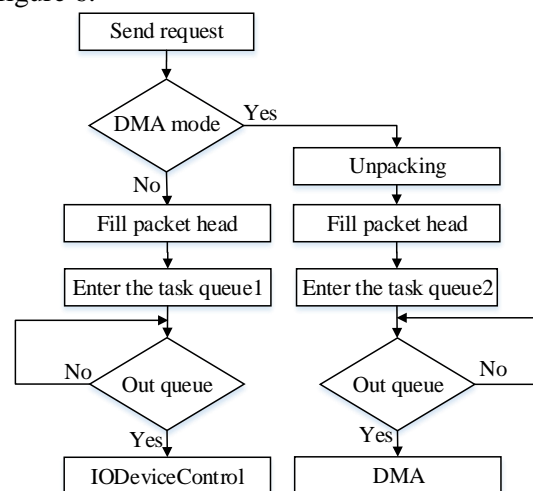 Send request
DMA mode
Yes
No
Unpacking
Fill packet head
Fill packet head
Enter the task queue1
Enter the task queue2
Out queue
No
Out queue
No
Yes
Yes
IODeviceControl
DMA